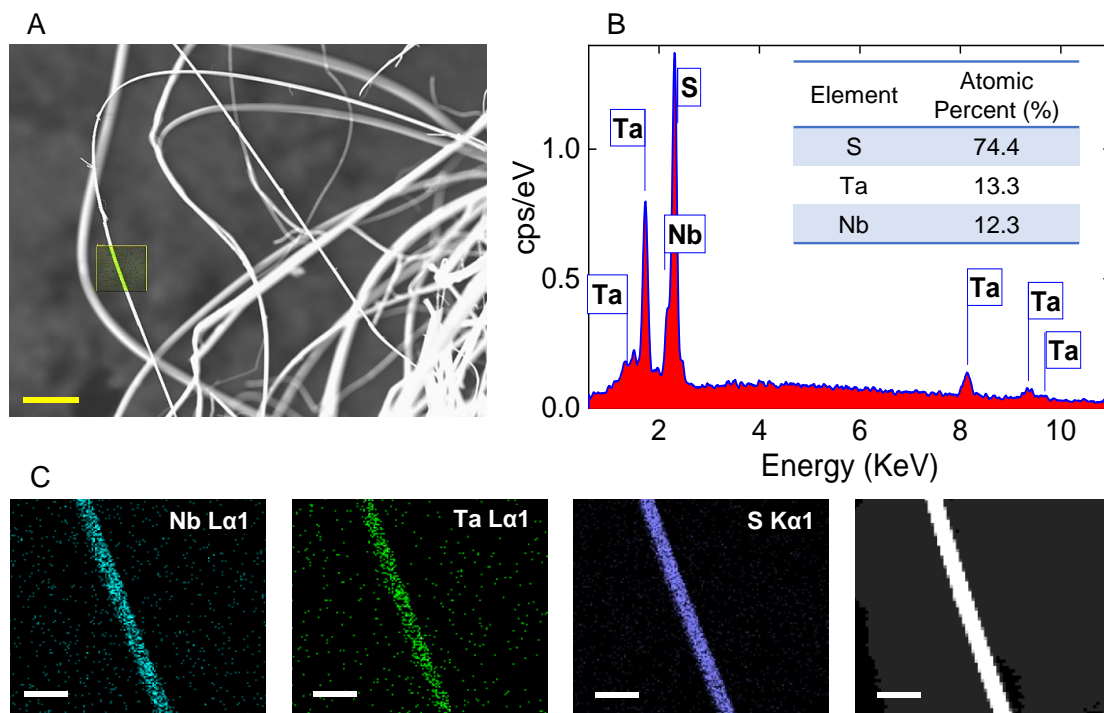 A
B
S
Ta
Nb
Ta
Ta
Ta
Ta
Element
Atomic
Percent (%)
S 74.4
Ta 13.3
Nb 12.3
cps/eV
1.0
0.5
0.0
2 4 6 8 10
Energy (KeV)
C
Nb Lα1
Ta Lα1
S Kα1